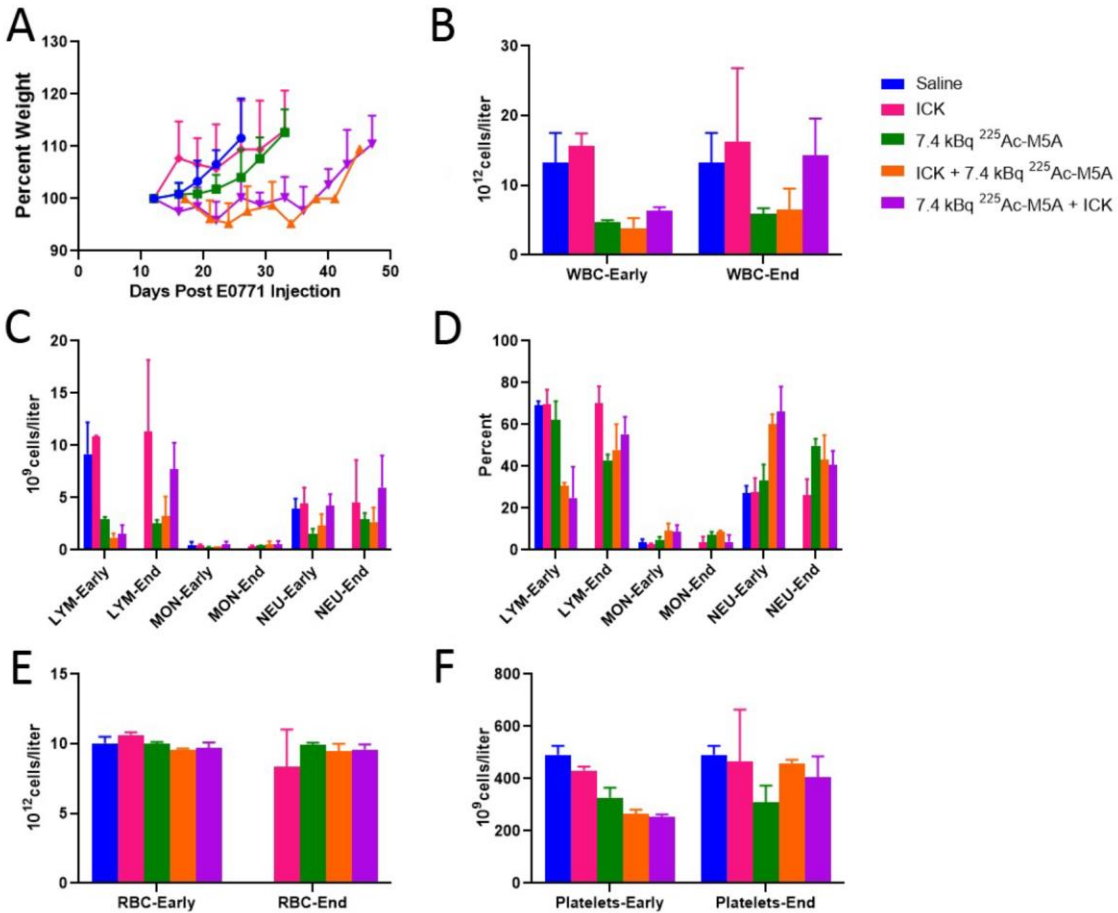 A
130
120
110
100
90
Percent Weight
0
10
20
30
40
50
Days Post E0771 Injection
B
30
20
10
0
10¹²cells/liter
WBC-Early
WBC-End
Saline
ICK
7.4 kBq ²²⁵Ac-M5A
ICK + 7.4 kBq ²²⁵Ac-M5A
7.4 kBq ²²⁵Ac-M5A + ICK
C
20
15
10
5
0
10⁹cells/liter
LYM-Early
LYM-End
MON-Early
MON-End
NEU-Early
NEU-End
D
100
80
60
40
20
0
Percent
LYM-Early
LYM-End
MON-Early
MON-End
NEU-Early
NEU-End
E
15
10
5
0
10¹²cells/liter
RBC-Early
RBC-End
F
800
600
400
200
0
10⁹cells/liter
Platelets-Early
Platelets-End